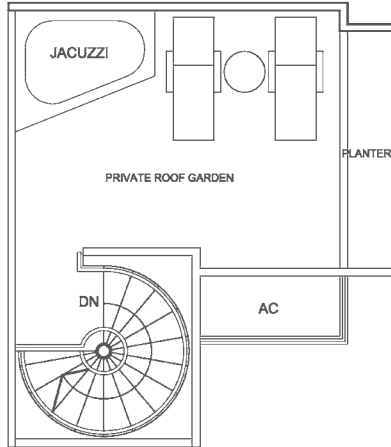 JACUZZI
PLANTER
PRIVATE ROOF GARDEN
DN
AC